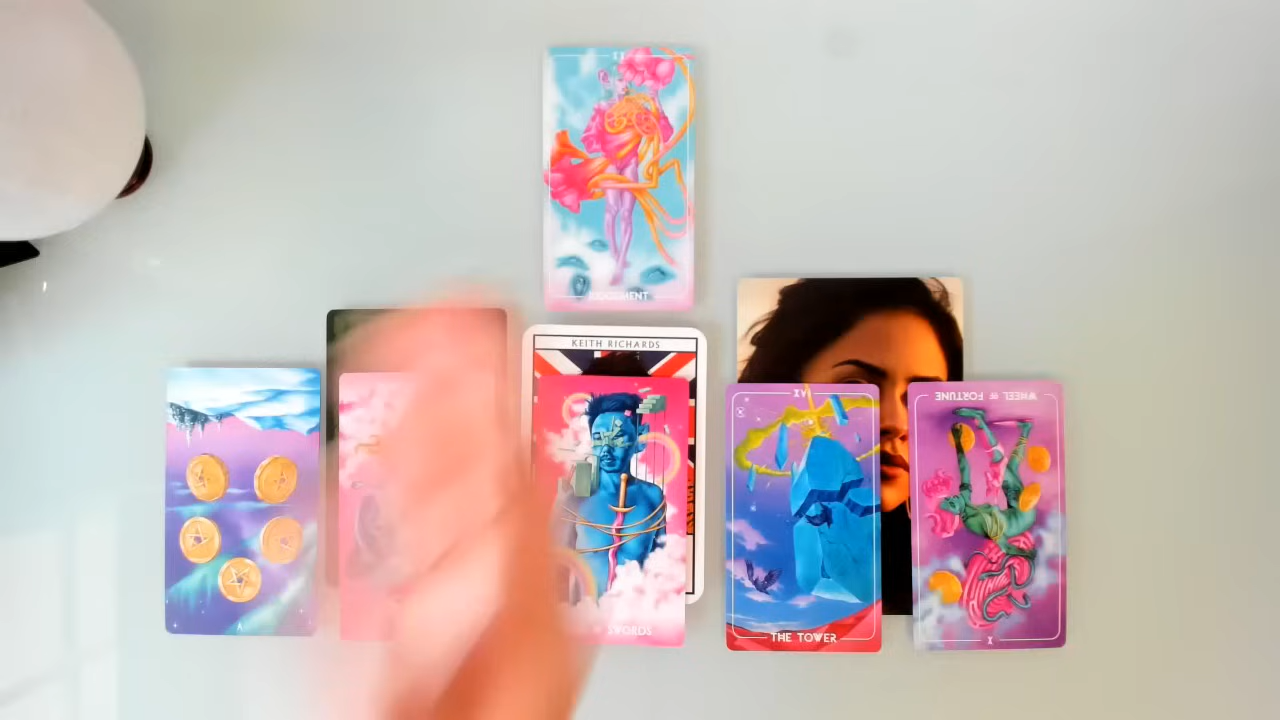 JUDGEMENT
KEITH RICHARDS
SWORDS
XVI
THE TOWER
WHEEL OF FORTUNE
X
V